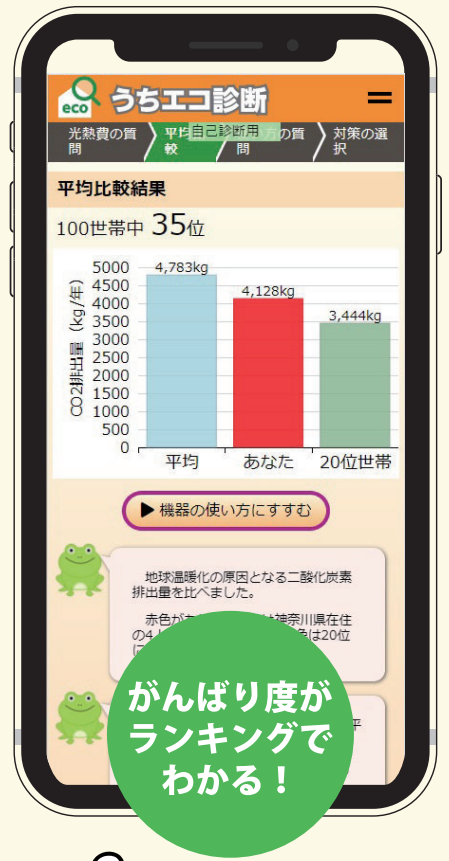 eco うちエコ診断
光熱費の質問
平均
較
自己診断用
の質
問
対策の選択
平均比較結果
100世帯中 35位
CO2排出量（kg/年）
5000
4500
4000
3500
3000
2500
2000
1500
1000
500
0
4,783kg
4,128kg
3,444kg
平均 あなた 20位世帯
▶機器の使い方にすすむ
地球温暖化の原因となる二酸化炭素
排出量を比べました。
赤色が
は神奈川県在住
の4
色は20位
に
がんばり度が
ランキングで
わかる！